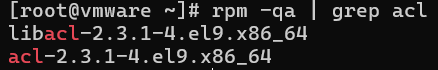 [root@vmware ~]# rpm -qa | grep acl
libacl-2.3.1-4.el9.x86_64
acl-2.3.1-4.el9.x86_64